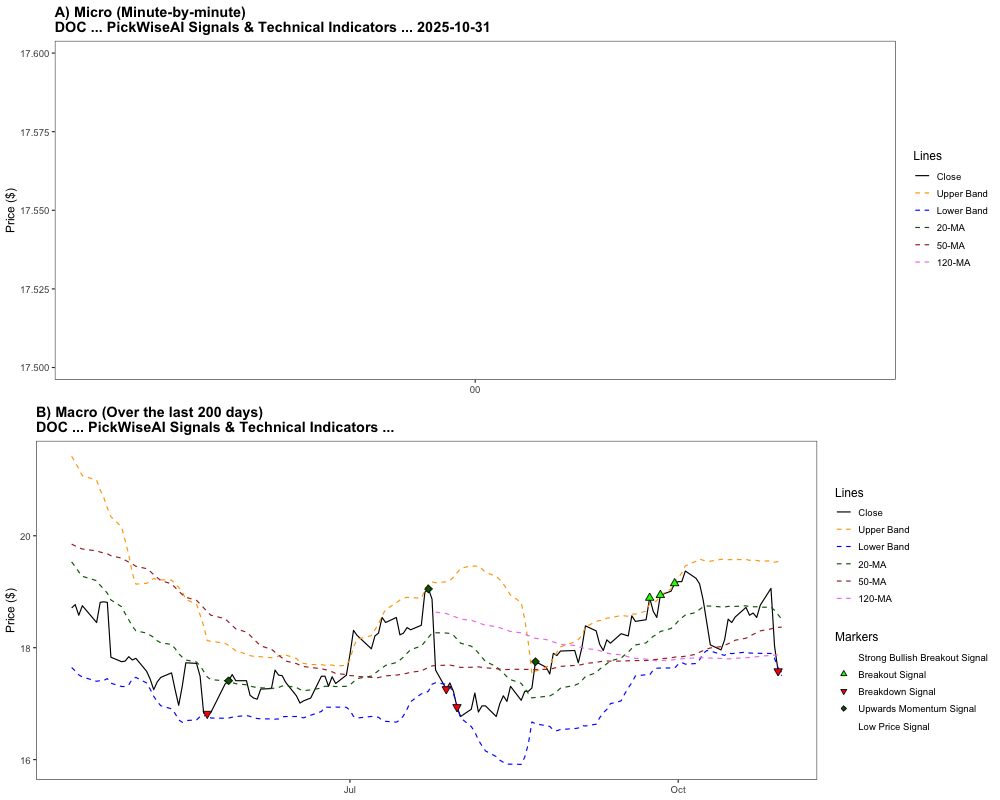 A) Micro (Minute-by-minute)
DOC ... PickWiseAI Signals & Technical Indicators ... 2025-10-31
Price ($)
17.600
17.575
17.550
17.525
17.500
00
Lines
Close
Upper Band
Lower Band
20-MA
50-MA
120-MA
B) Macro (Over the last 200 days)
DOC ... PickWiseAI Signals & Technical Indicators ...
Price ($)
20
18
16
Jul
Oct
Lines
Close
Upper Band
Lower Band
20-MA
50-MA
120-MA
Markers
Strong Bullish Breakout Signal
Breakout Signal
Breakdown Signal
Upwards Momentum Signal
Low Price Signal